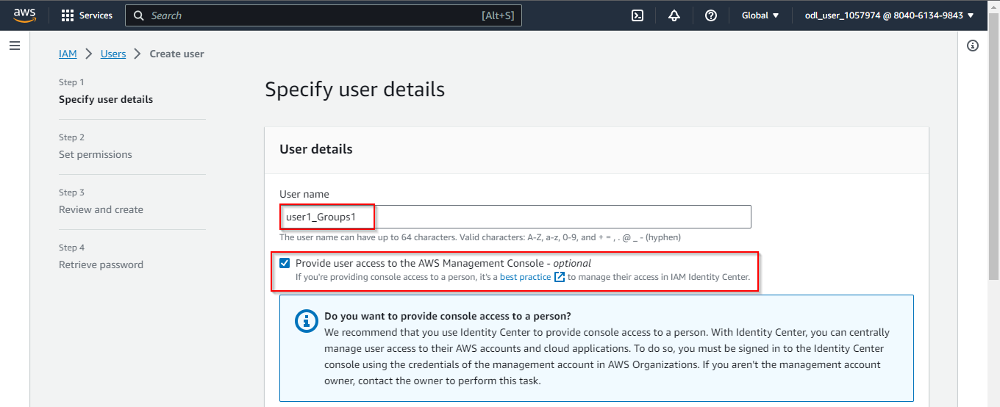 aws
Services
Search
[Alt+S]
Global
odl_user_1057974 @ 8040-6134-9843
IAM
Users
Create user
Step 1
Specify user details
Step 2
Set permissions
Step 3
Review and create
Step 4
Retrieve password
Specify user details
User details
User name
user1_Groups1
The user name can have up to 64 characters. Valid characters: A-Z, a-z, 0-9, and + = , . @ _ - (hyphen)
Provide user access to the AWS Management Console - optional
If you're providing console access to a person, it's a best practice to manage their access in IAM Identity Center.
Do you want to provide console access to a person?
We recommend that you use Identity Center to provide console access to a person. With Identity Center, you can centrally
manage user access to their AWS accounts and cloud applications. To do so, you must be signed in to the Identity Center
console using the credentials of the management account in AWS Organizations. If you aren't the management account
owner, contact the owner to perform this task.